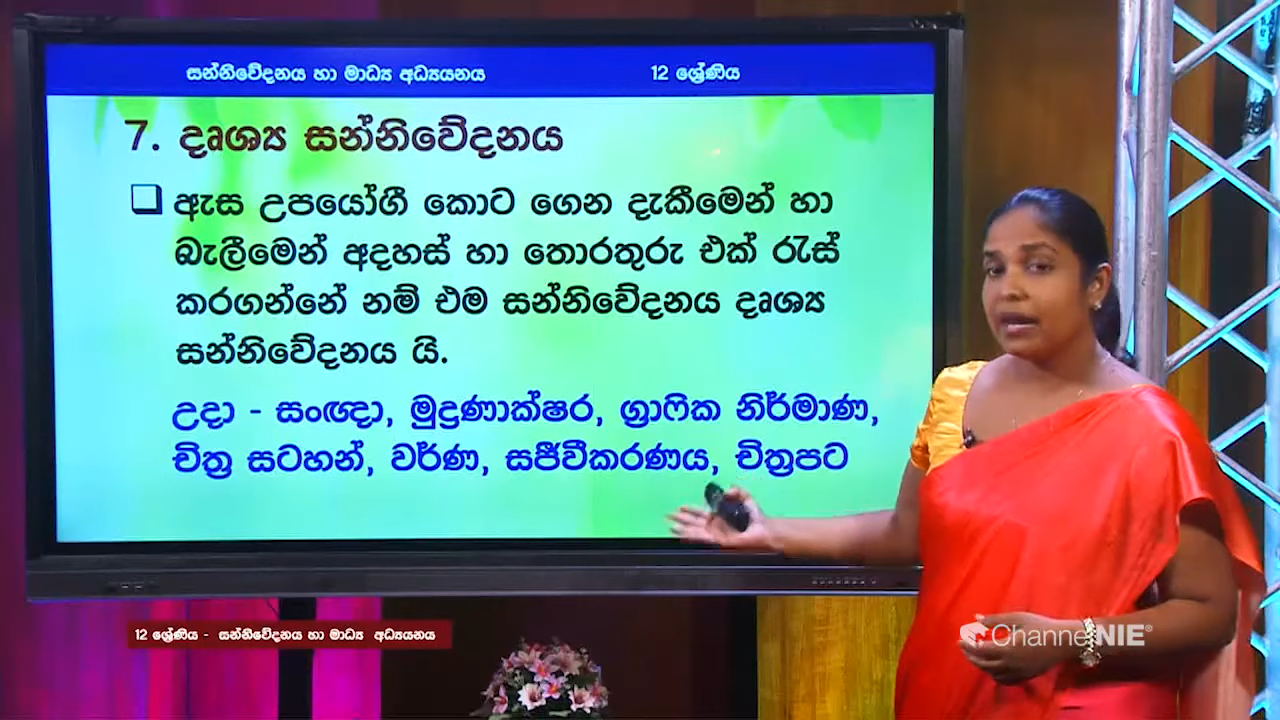 සන්නිවේදනය හා මාධ්‍ය අධ්‍යයනය 12 ශ්‍රේණිය
7. දෘශ්‍ය සන්නිවේදනය
ඇස උපයෝගී කොට ගෙන දැකීමෙන් හා
බැලීමෙන් අදහස් හා තොරතුරු එක් රැස්
කරගන්නේ නම් එම සන්නිවේදනය දෘශ්‍ය
සන්නිවේදනය යි.
උදා - සංඥා, මුද්‍රණාක්ෂර, ග්‍රාෆික නිර්මාණ,
චිත්‍ර සටහන්, වර්ණ, සජීවීකරණය, චිත්‍රපට
12 ශ්‍රේණිය - සන්නිවේදනය හා මාධ්‍ය අධ්‍යයනය
ChannelNIE®